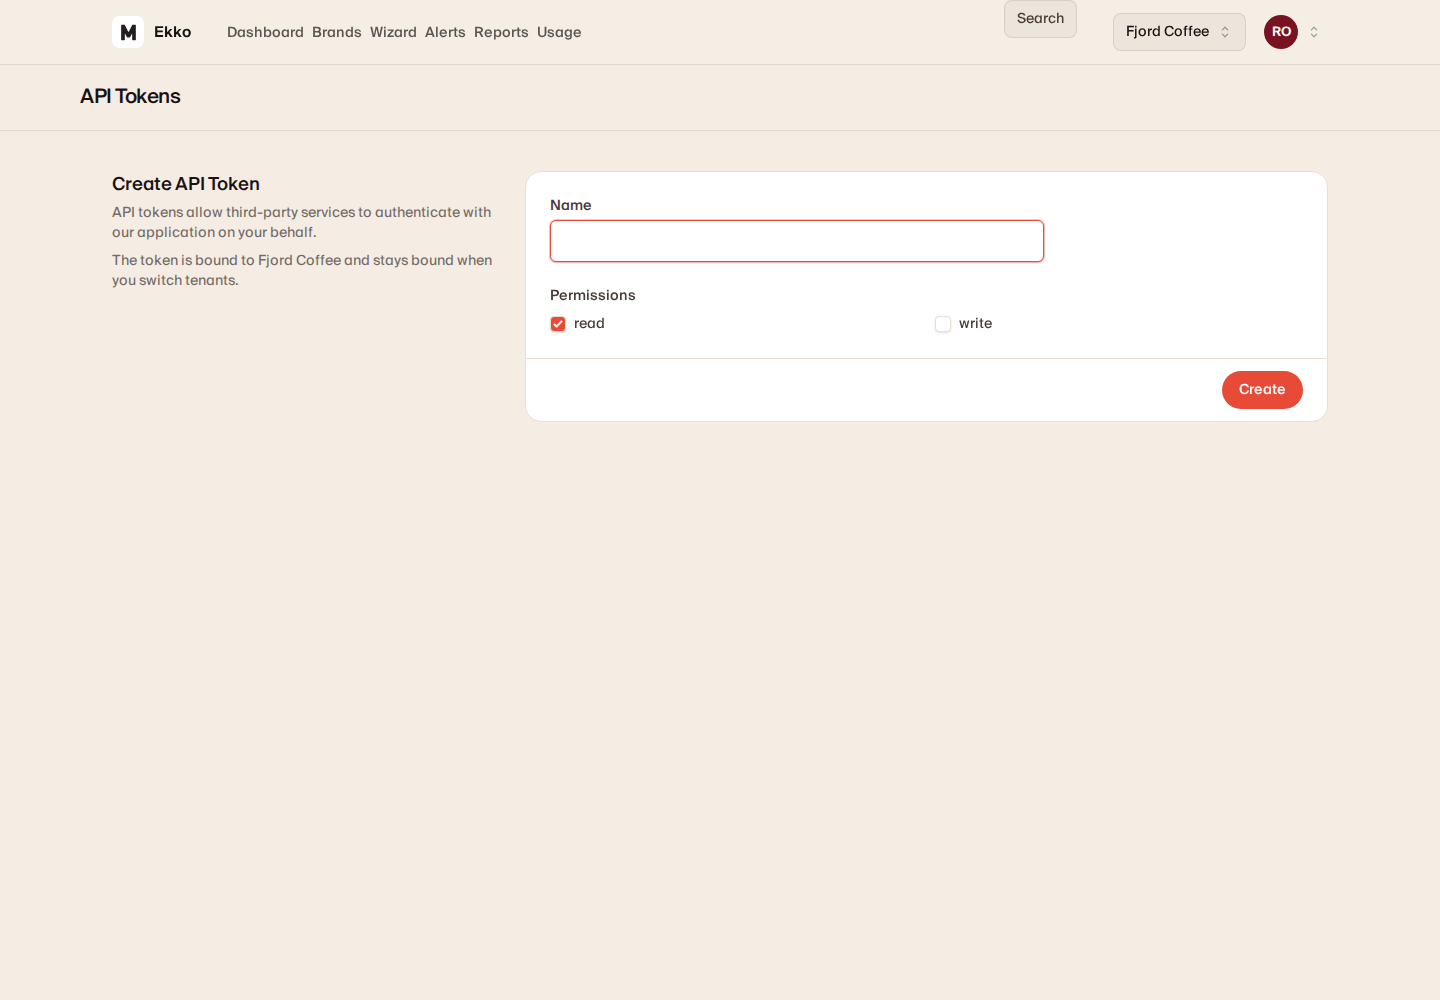 M Ekko Dashboard Brands Wizard Alerts Reports Usage Search Fjord Coffee RO
API Tokens
Create API Token
API tokens allow third-party services to authenticate with
our application on your behalf.
The token is bound to Fjord Coffee and stays bound when
you switch tenants.
Name
Permissions
read write
Create